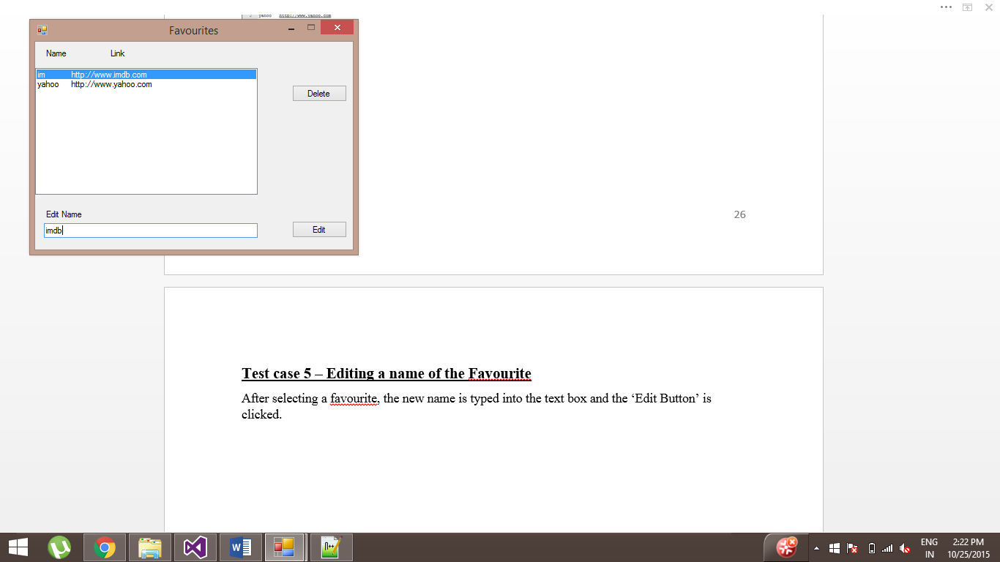 2 yahoo http://www.yahoo.com
Favourites
Name Link
im http://www.imdb.com
yahoo http://www.yahoo.com
Delete
Edit Name
imdb
Edit
26
Test case 5 – Editing a name of the Favourite
After selecting a favourite, the new name is typed into the text box and the ‘Edit Button’ is
clicked.
ENG 2:22 PM
IN 10/25/2015